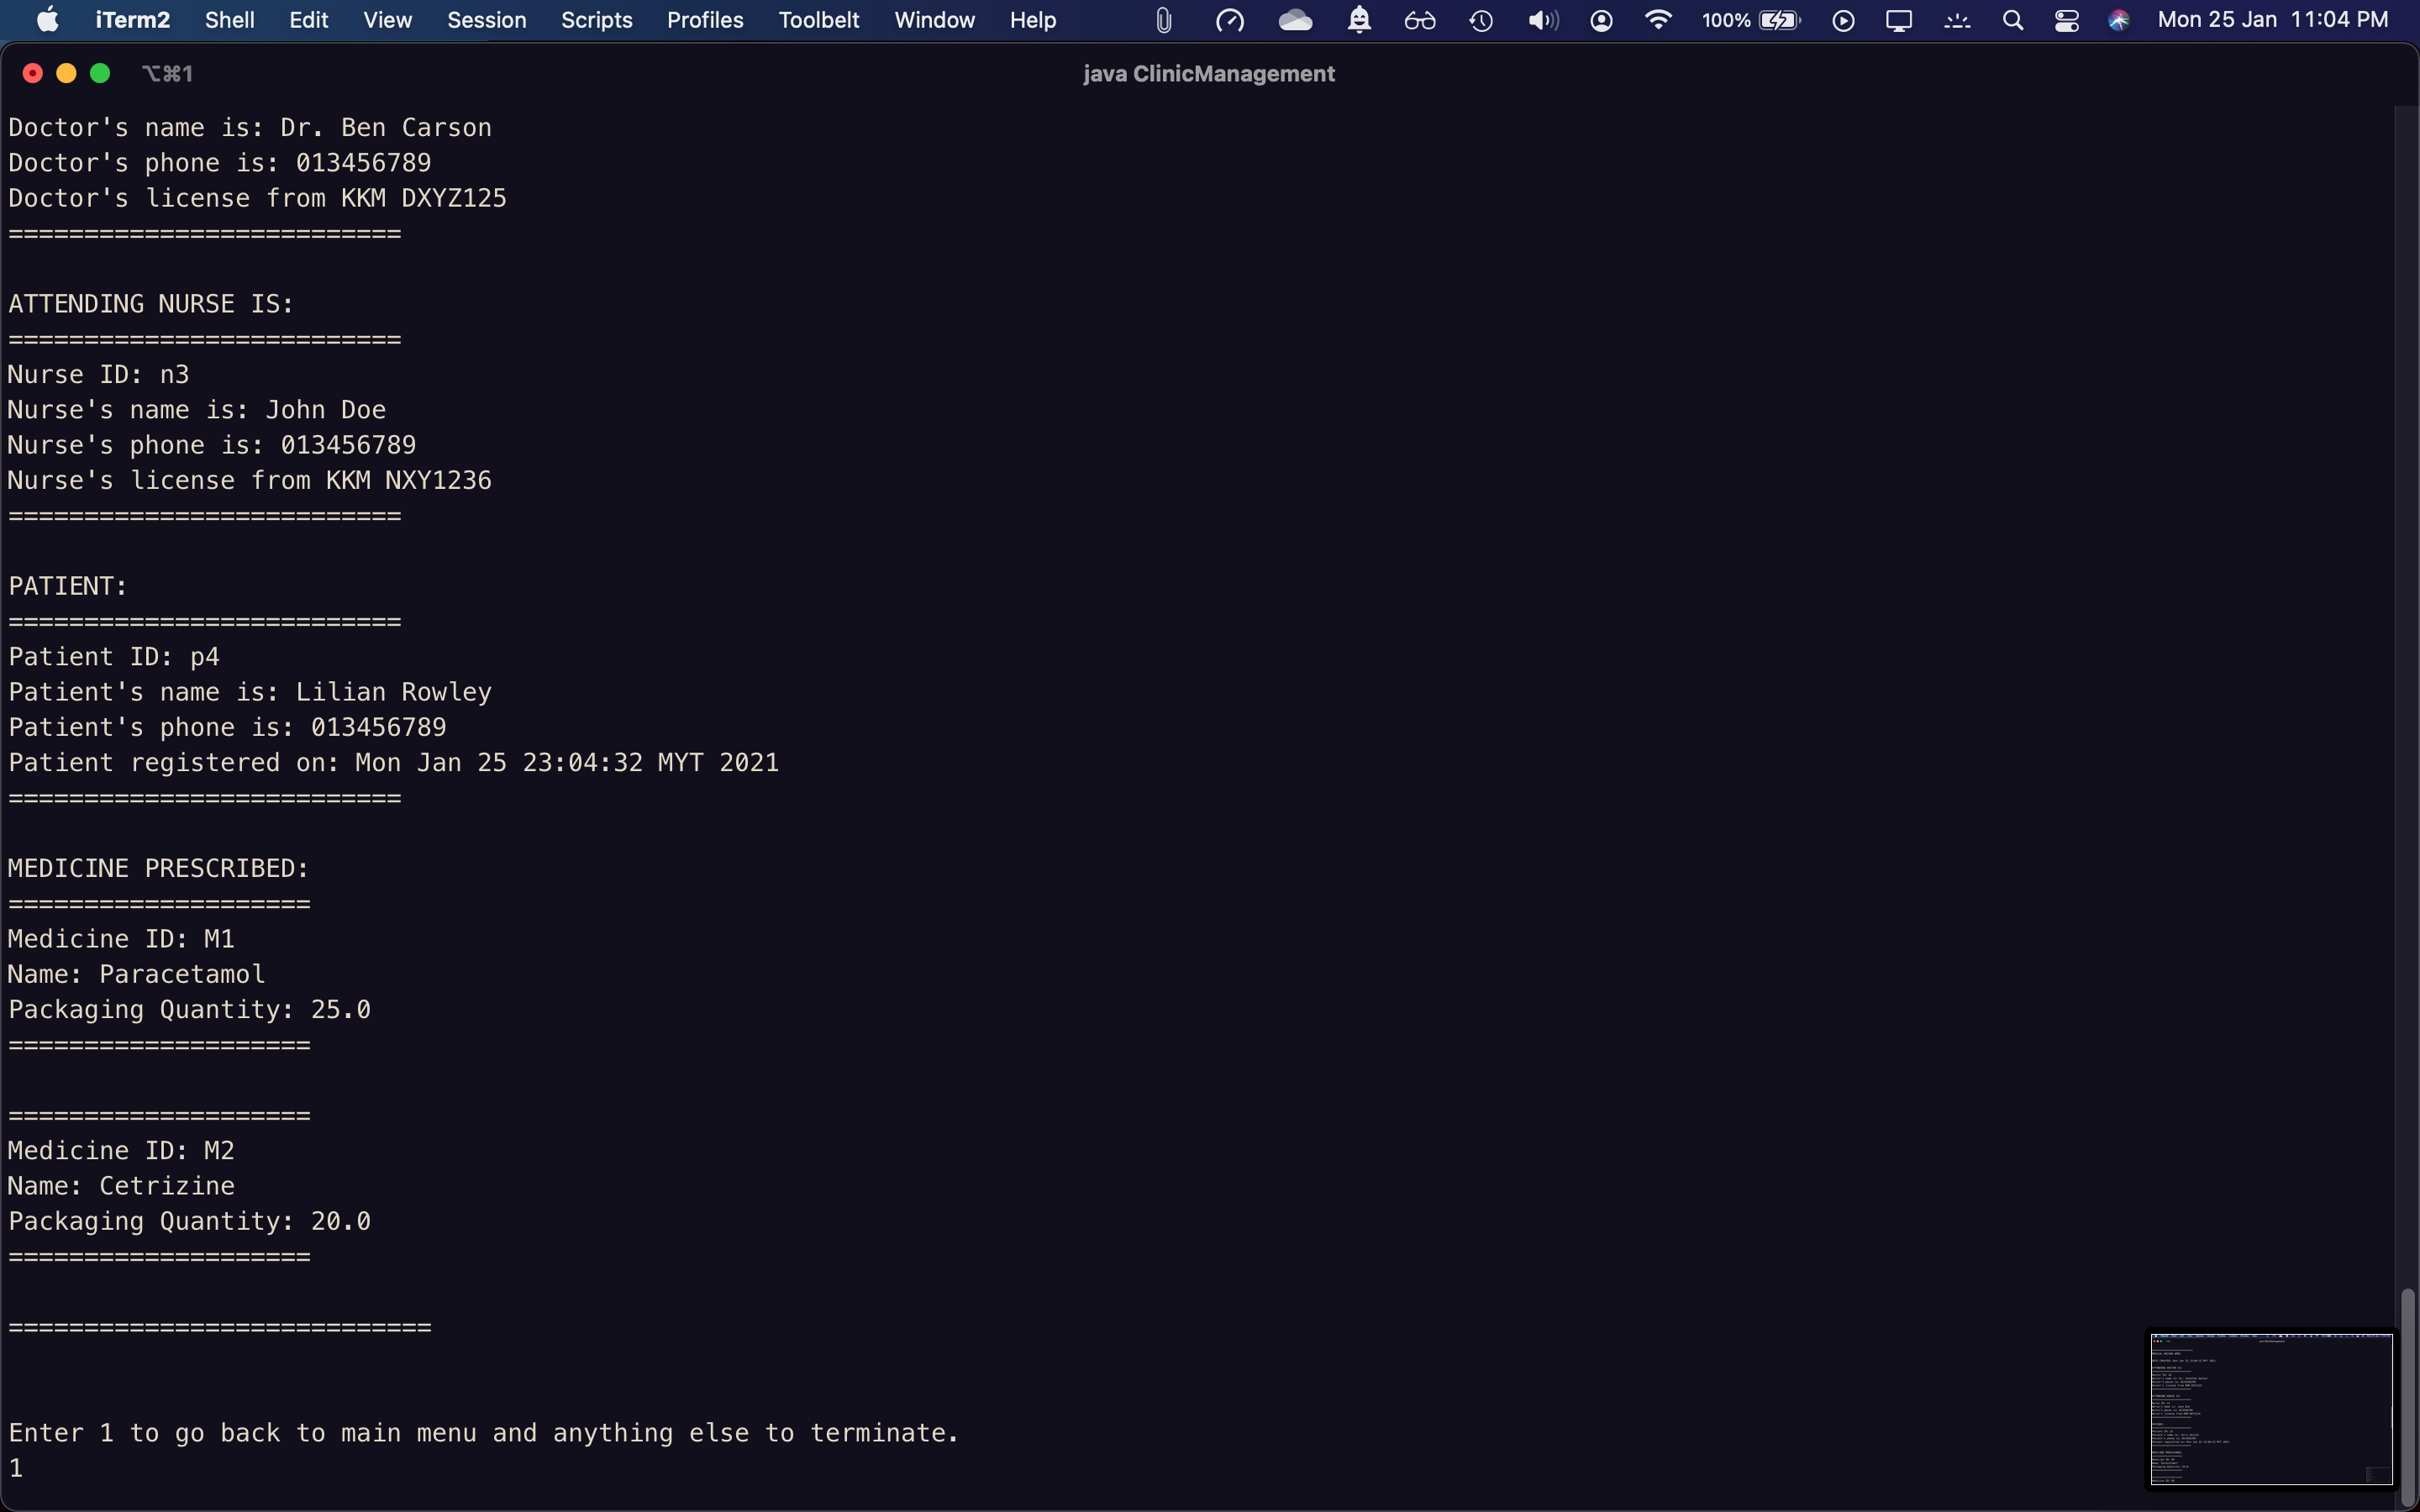 iTerm2 Shell Edit View Session Scripts Profiles Toolbelt Window Help 100% Mon 25 Jan 11:04 PM
⌥⌘1 java ClinicManagement
Doctor's name is: Dr. Ben Carson
Doctor's phone is: 013456789
Doctor's license from KKM DXYZ125
==========================
ATTENDING NURSE IS:
==========================
Nurse ID: n3
Nurse's name is: John Doe
Nurse's phone is: 013456789
Nurse's license from KKM NXY1236
==========================
PATIENT:
==========================
Patient ID: p4
Patient's name is: Lilian Rowley
Patient's phone is: 013456789
Patient registered on: Mon Jan 25 23:04:32 MYT 2021
==========================
MEDICINE PRESCRIBED:
====================
Medicine ID: M1
Name: Paracetamol
Packaging Quantity: 25.0
====================
====================
Medicine ID: M2
Name: Cetrizine
Packaging Quantity: 20.0
====================
============================
Enter 1 to go back to main menu and anything else to terminate.
1